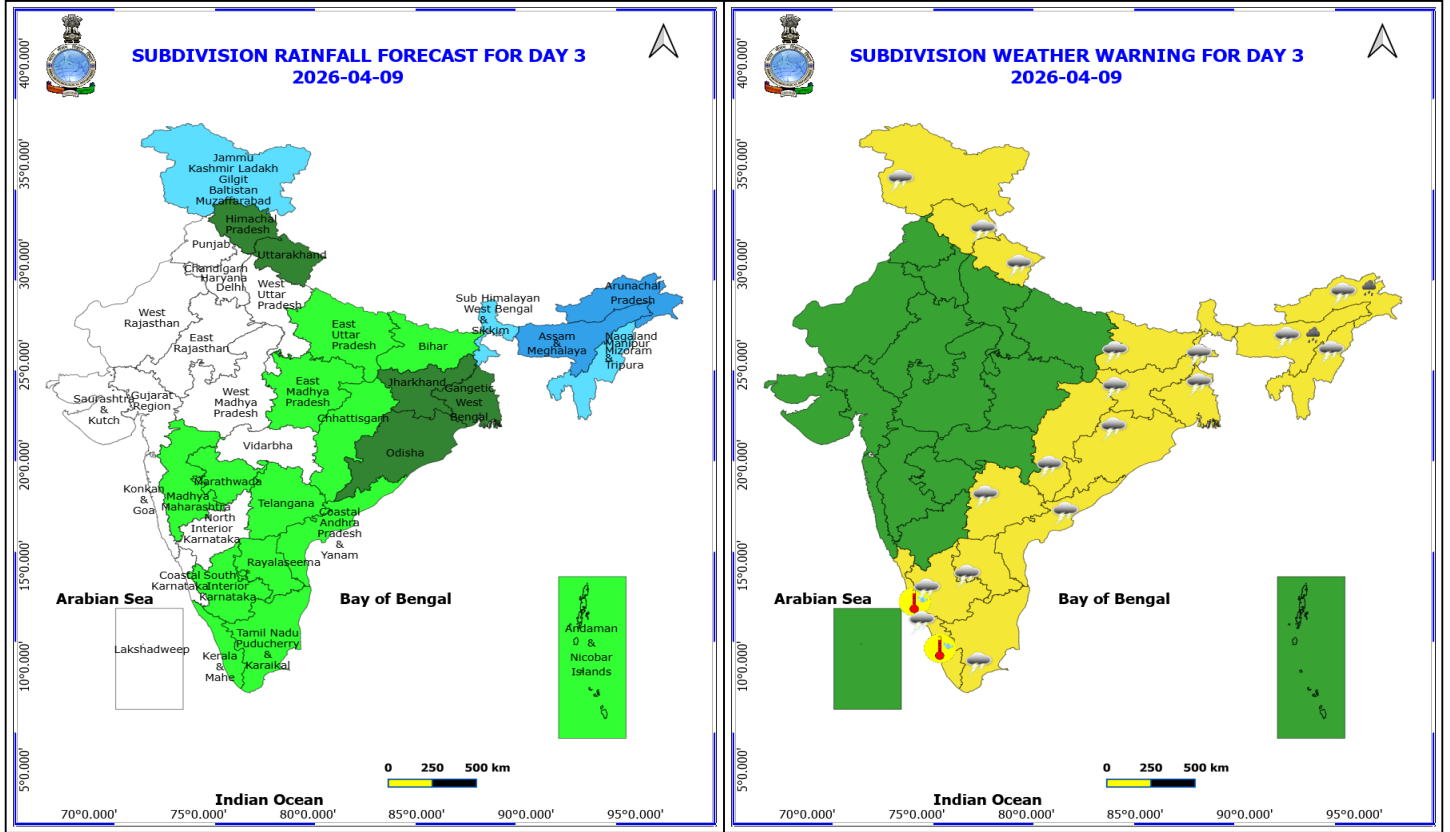 SUBDIVISION RAINFALL FORECAST FOR DAY 3
2026-04-09
40°0.000'
35°0.000'
30°0.000'
25°0.000'
20°0.000'
15°0.000'
10°0.000'
5°0.000'
Jammu
Kashmir Ladakh
Gilgit
Baltistan
Muzaffarabad
Himachal
Pradesh
Punjab
Uttarakhand
Chandigarh
Haryana
Delhi
West
Uttar
Pradesh
West
Rajasthan
East
Rajasthan
East
Uttar
Pradesh
Bihar
Sub Himalayan
West Bengal
&
Sikkim
Arunachal
Pradesh
Assam
&
Meghalaya
Nagaland
Manipur
Mizoram
&
Tripura
Saurashtra
&
Kutch
Gujarat
Region
West
Madhya
Pradesh
East
Madhya
Pradesh
Jharkhand
Gangetic
West
Bengal
Chhattisgarh
Vidarbha
Odisha
Konkan
&
Goa
Madhya
Maharashtra
Marathwada
Telangana
North
Interior
Karnataka
Coastal
Andhra
Pradesh
&
Yanam
Rayalaseema
Coastal
Karnataka
South
Interior
Karnataka
Arabian Sea
Bay of Bengal
Lakshadweep
Kerala
&
Mahe
Tamil Nadu
Puducherry
&
Karaikal
Andaman
&
Nicobar
Islands
0 250 500 km
Indian Ocean
70°0.000' 75°0.000' 80°0.000' 85°0.000' 90°0.000' 95°0.000'
SUBDIVISION WEATHER WARNING FOR DAY 3
2026-04-09
40°0.000'
35°0.000'
30°0.000'
25°0.000'
20°0.000'
15°0.000'
10°0.000'
5°0.000'
Arabian Sea
Bay of Bengal
0 250 500 km
Indian Ocean
70°0.000' 75°0.000' 80°0.000' 85°0.000' 90°0.000' 95°0.000'